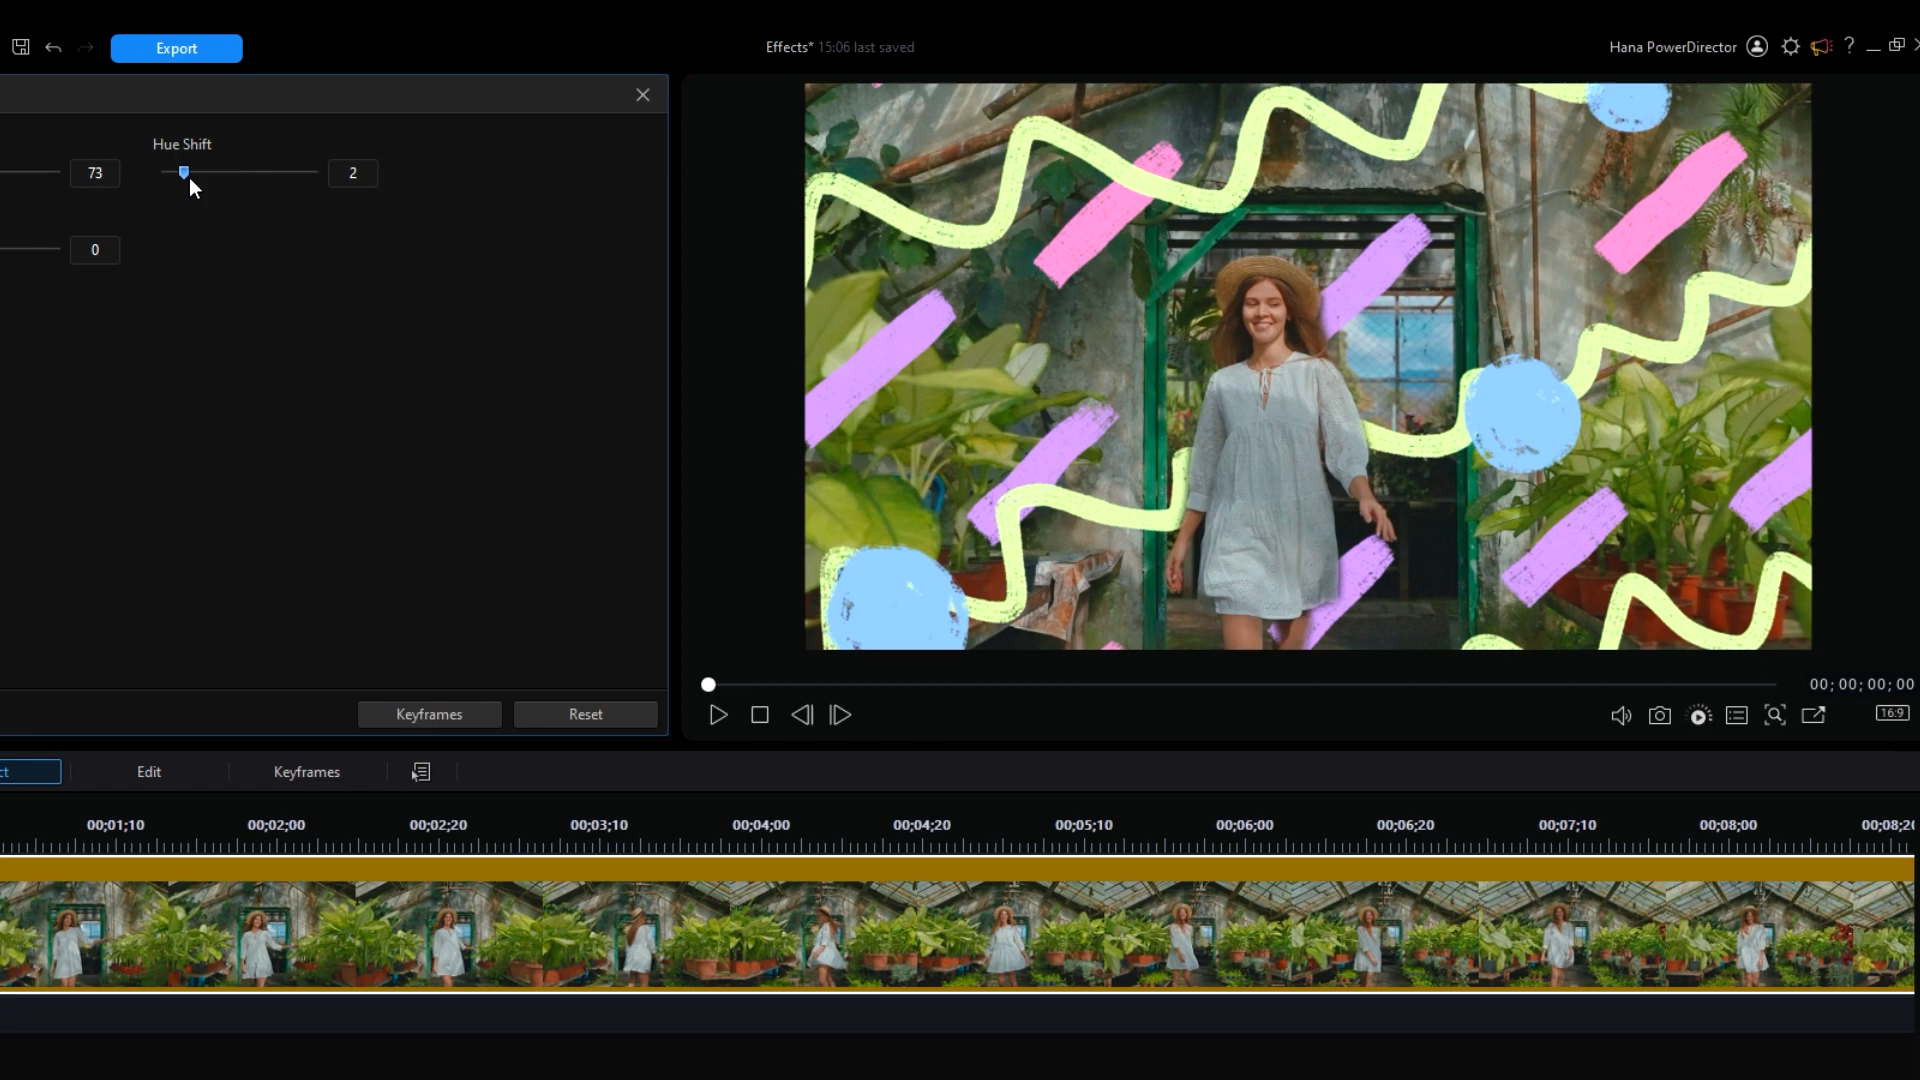 Export
Effects* 15:06 last saved
Hana PowerDirector
?
Hue Shift
73
2
0
Keyframes
Reset
00; 00; 00; 00
16:9
ct
Edit
Keyframes
00;01;10
00;02;00
00;02;20
00;03;10
00;04;00
00;04;20
00;05;10
00;06;00
00;06;20
00;07;10
00;08;00
00;08;2